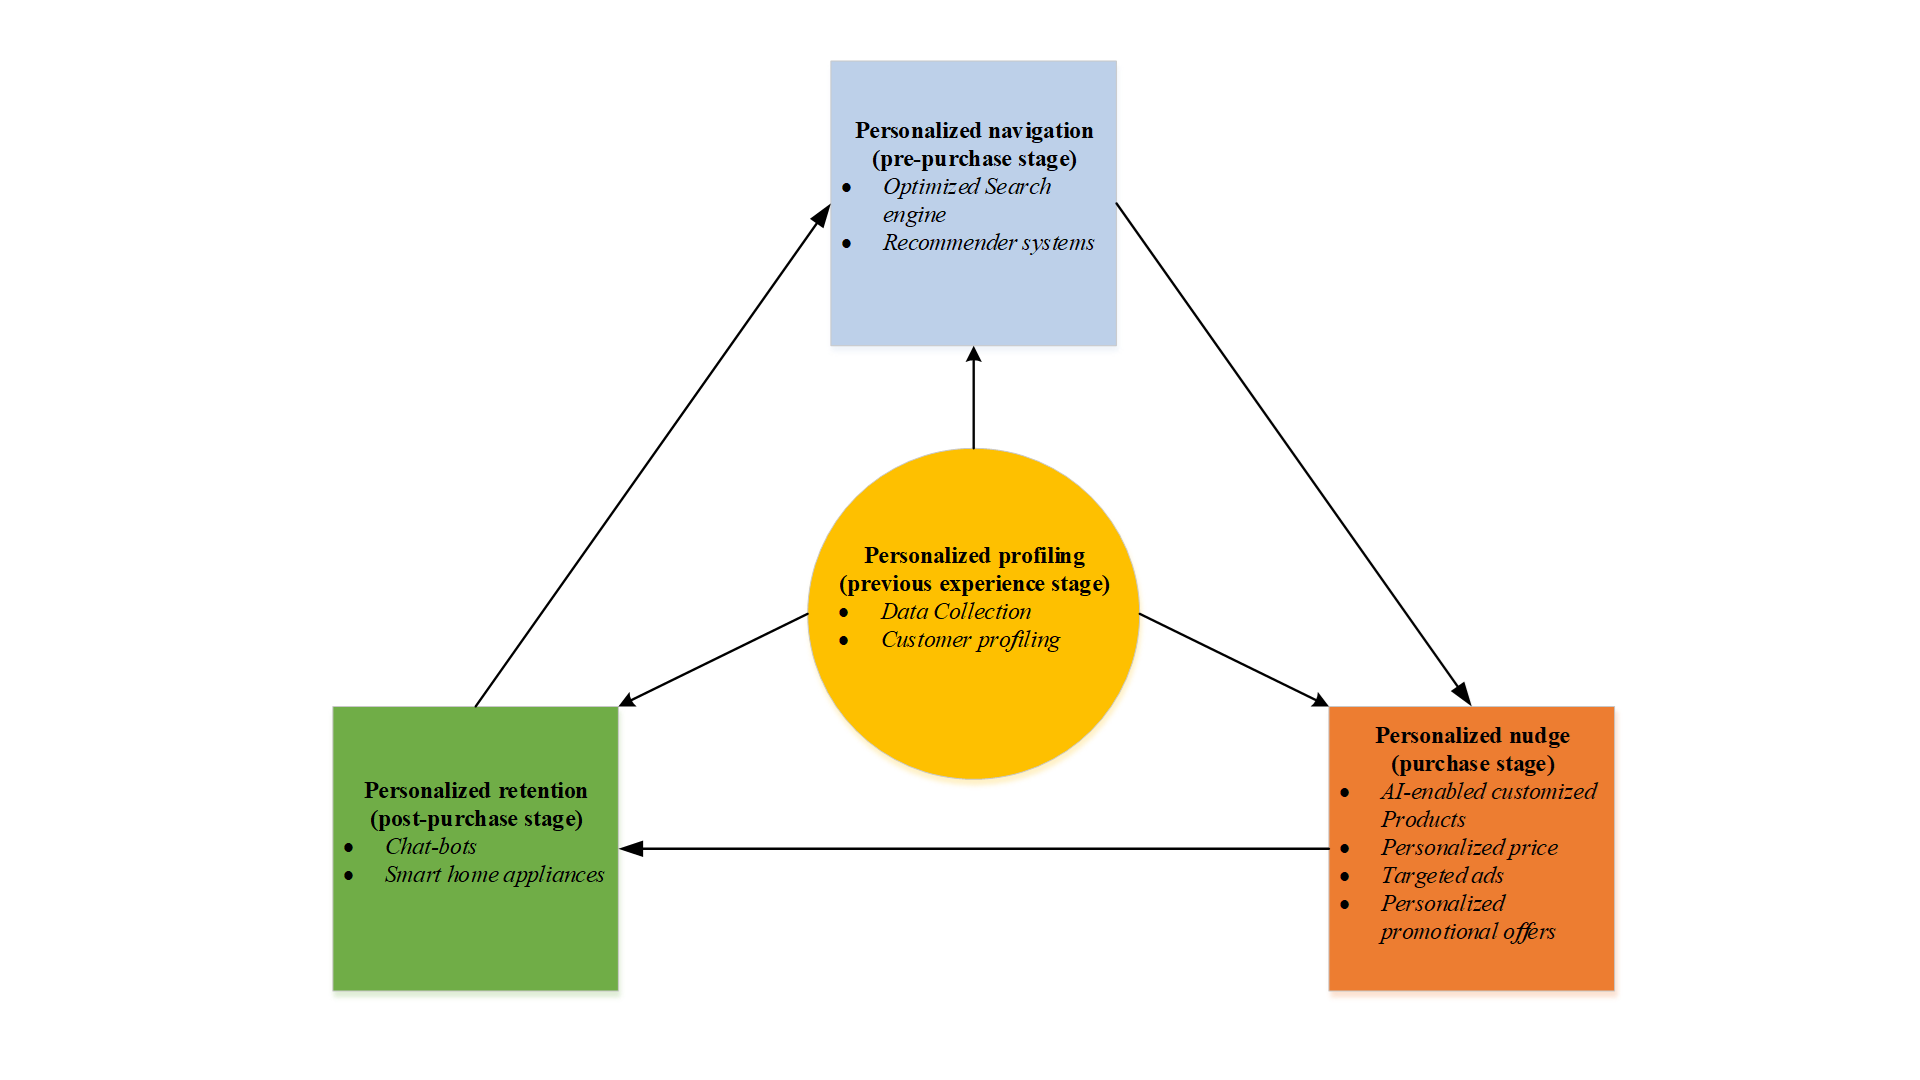 Personalized navigation
(pre-purchase stage)
• Optimized Search
engine
• Recommender systems
Personalized profiling
(previous experience stage)
• Data Collection
• Customer profiling
Personalized retention
(post-purchase stage)
• Chat-bots
• Smart home appliances
Personalized nudge
(purchase stage)
• AI-enabled customized
Products
• Personalized price
• Targeted ads
• Personalized
promotional offers